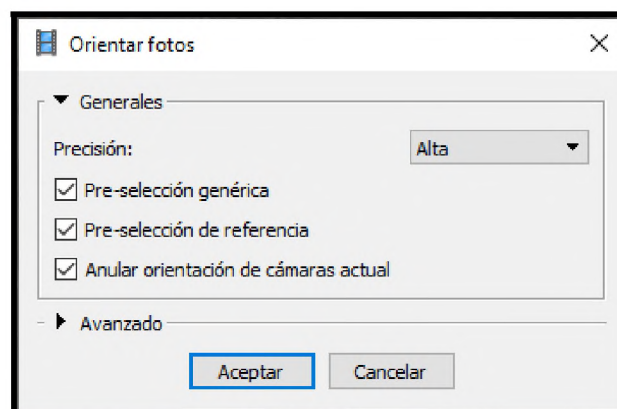 Orientar fotos
Generales
Precisión:
Alta
Pre-selección genérica
Pre-selección de referencia
Anular orientación de cámaras actual
Avanzado
Aceptar
Cancelar